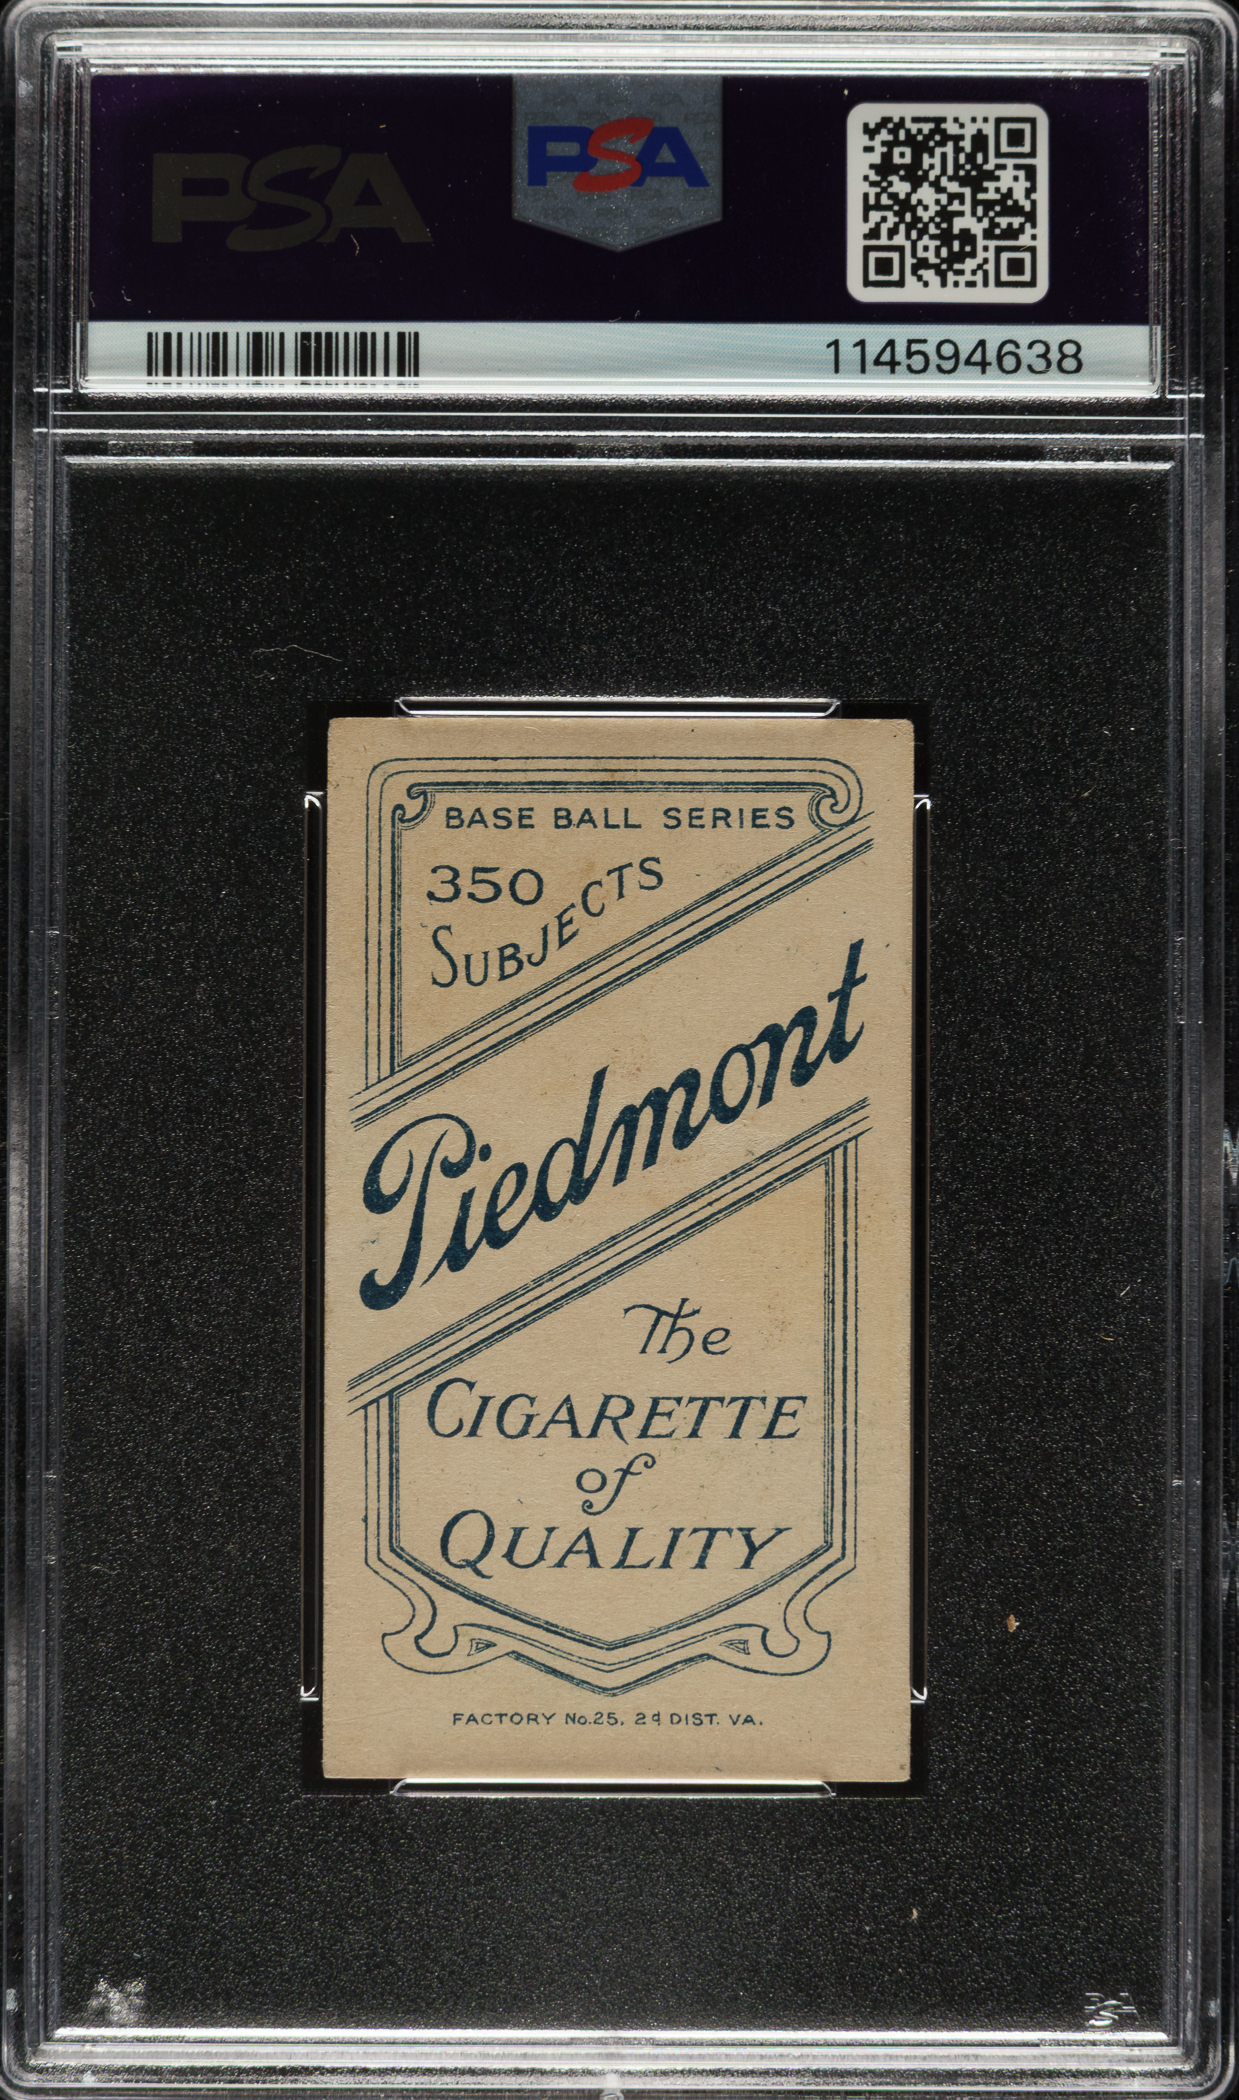 PSA
PSA
114594638
BASE BALL SERIES
350
SUBJECTS
Piedmont
The
CIGARETTE
of
QUALITY
FACTORY No.25, 2d DIST. VA.
PSA